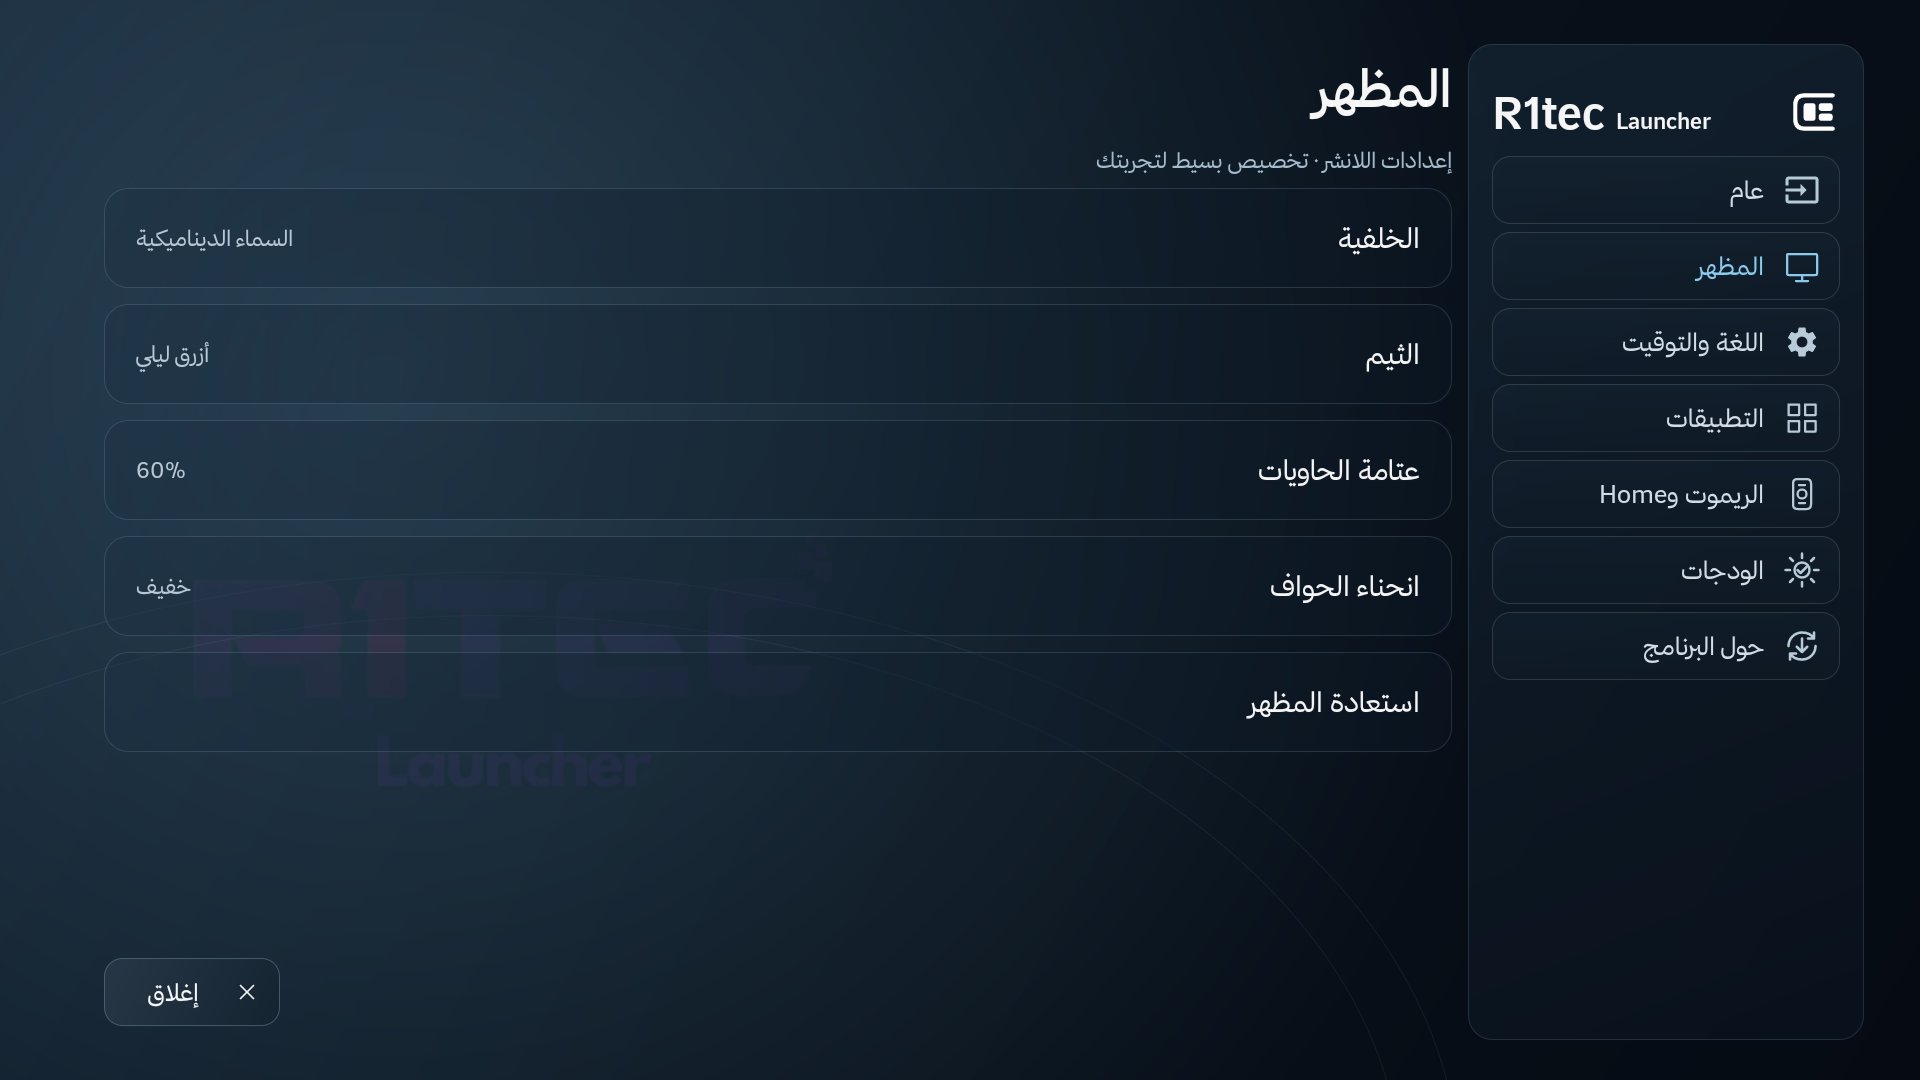 R1tec Launcher
عام
المظهر
اللغة والتوقيت
التطبيقات
الريموت وHome
الودجات
حول البرنامج
المظهر
إعدادات اللانشر · تخصيص بسيط لتجربتك
الخلفية
السماء الديناميكية
الثيم
أزرق ليلي
عتامة الحاويات
60%
انحناء الحواف
خفيف
استعادة المظهر
R1TEC
Launcher
إغلاق